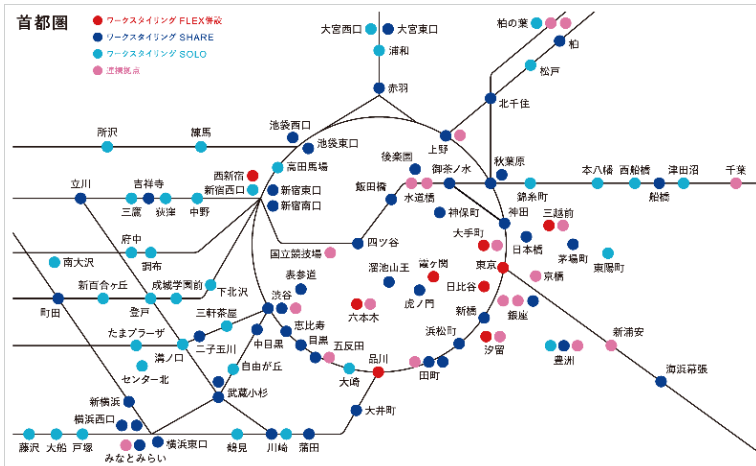 首都圏
ワークスタイリング FLEX併設
ワークスタイリング SHARE
ワークスタイリング SOLO
提携拠点
大宮西口
大宮東口
浦和
赤羽
柏の葉
柏
松戸
北千住
上野
池袋西口
池袋東口
所沢
練馬
高田馬場
後楽園
御茶ノ水
秋葉原
本八幡
西船橋
津田沼
千葉
西新宿
新宿西口
新宿東口
新宿南口
立川
吉祥寺
三鷹
荻窪
中野
飯田橋
水道橋
錦糸町
船橋
神保町
神田
三越前
府中
調布
国立競技場
四ツ谷
大手町
日本橋
茅場町
東陽町
南大沢
表参道
溜池山王
霞ヶ関
東京
京橋
新百合ヶ丘
成城学園前
下北沢
渋谷
虎ノ門
日比谷
町田
登戸
三軒茶屋
六本木
新橋
銀座
恵比寿
たまプラーザ
二子玉川
中目黒
目黒
五反田
浜松町
汐留
新浦安
溝ノ口
センター北
自由が丘
大崎
品川
田町
豊洲
海浜幕張
新横浜
武蔵小杉
大井町
横浜西口
横浜東口
みなとみらい
藤沢
大船
戸塚
鶴見
川崎
蒲田